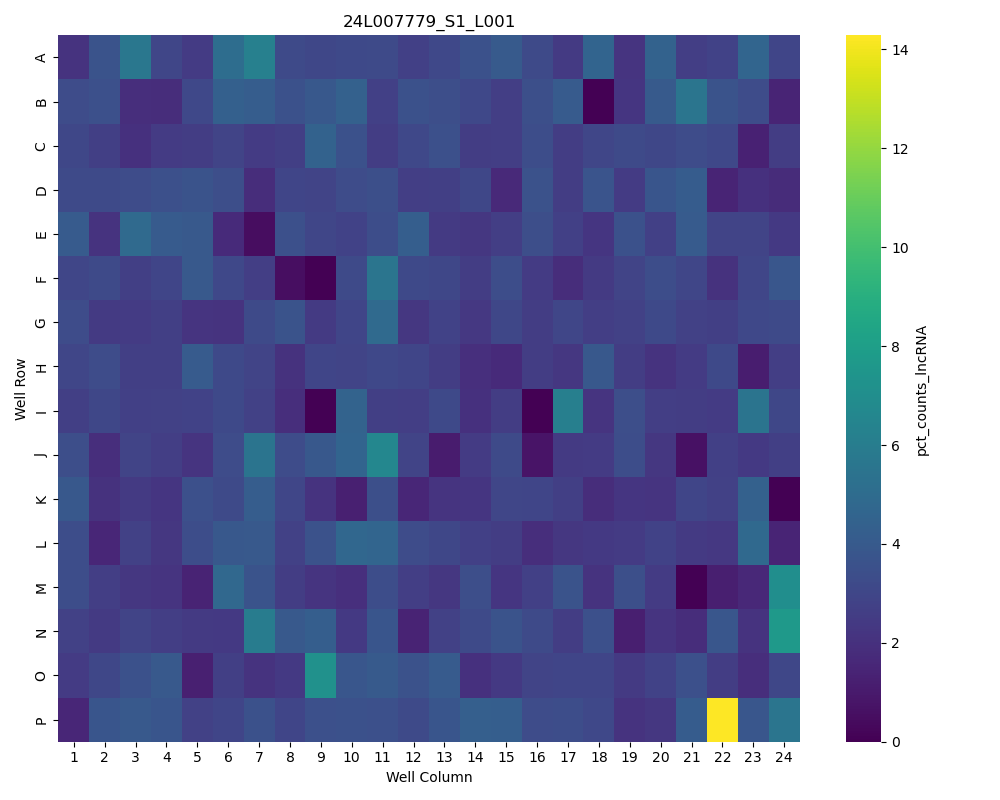 24L007779_S1_L001
A
B
C
D
E
F
G
H
I
J
K
L
M
N
O
P
Well Row
1 2 3 4 5 6 7 8 9 10 11 12 13 14 15 16 17 18 19 20 21 22 23 24
Well Column
14
12
10
8
6
4
2
0
pct_counts_lncRNA